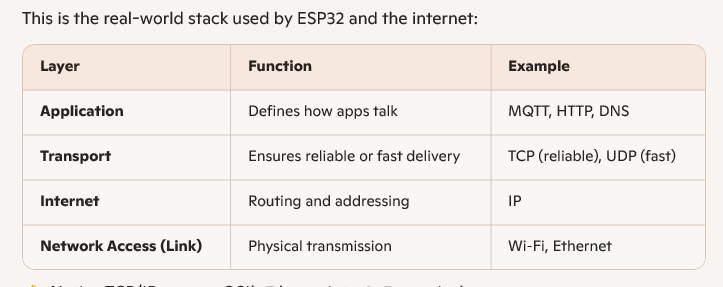 This is the real-world stack used by ESP32 and the internet:
Layer Function Example
Application Defines how apps talk MQTT, HTTP, DNS
Transport Ensures reliable or fast delivery TCP (reliable), UDP (fast)
Internet Routing and addressing IP
Network Access (Link) Physical transmission Wi-Fi, Ethernet